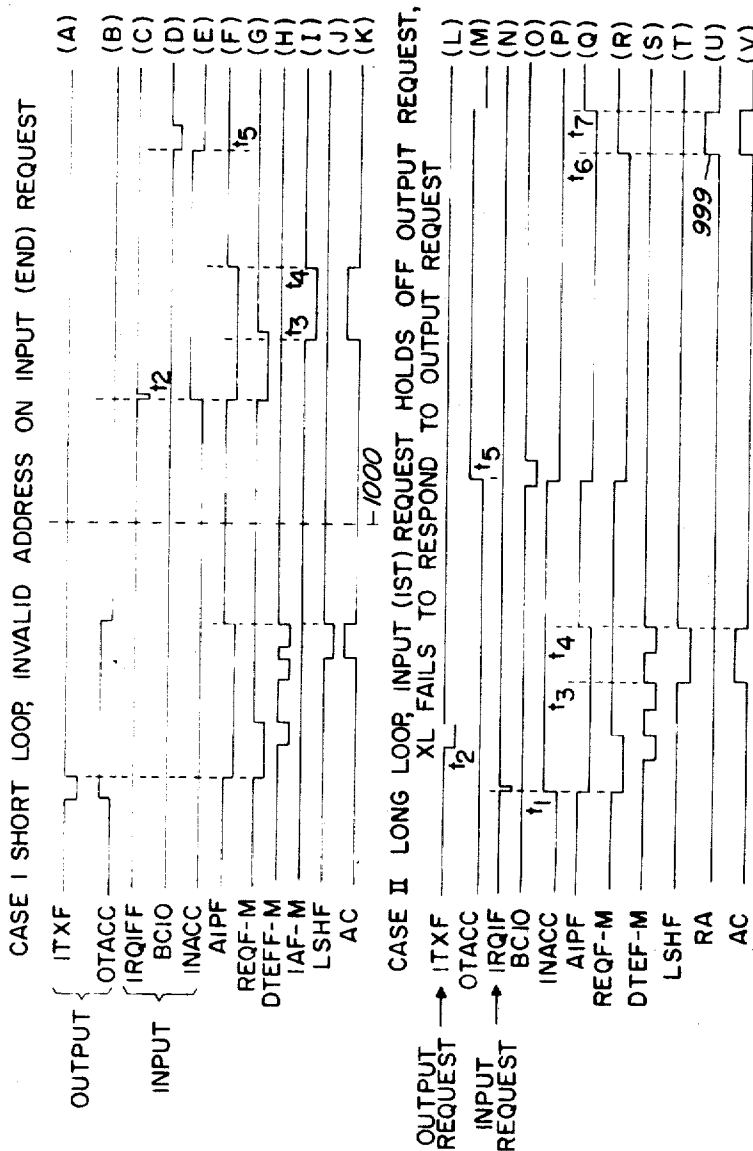 CASE I SHORT LOOP, INVALID ADDRESS ON INPUT (END) REQUEST
OUTPUT
INPUT
ITXF
OTACC
IRQIFF
BCIO
INACC
AIPF
REQF-M
DTEFF-M
IAF-M
LSHF
AC
t2
t3
t4
t5
1000
(A)
(B)
(C)
(D)
(E)
(F)
(G)
(H)
(I)
(J)
(K)
CASE II LONG LOOP, INPUT (IST) REQUEST HOLDS OFF OUTPUT REQUEST,
XL FAILS TO RESPOND TO OUTPUT REQUEST
OUTPUT
REQUEST
INPUT
REQUEST
ITXF
OTACC
IRQIF
BCIO
INACC
AIPF
REQF-M
DTEF-M
LSHF
RA
AC
t1
t2
t3
t4
t5
t6
t7
999
(L)
(M)
(N)
(O)
(P)
(Q)
(R)
(S)
(T)
(U)
(V)